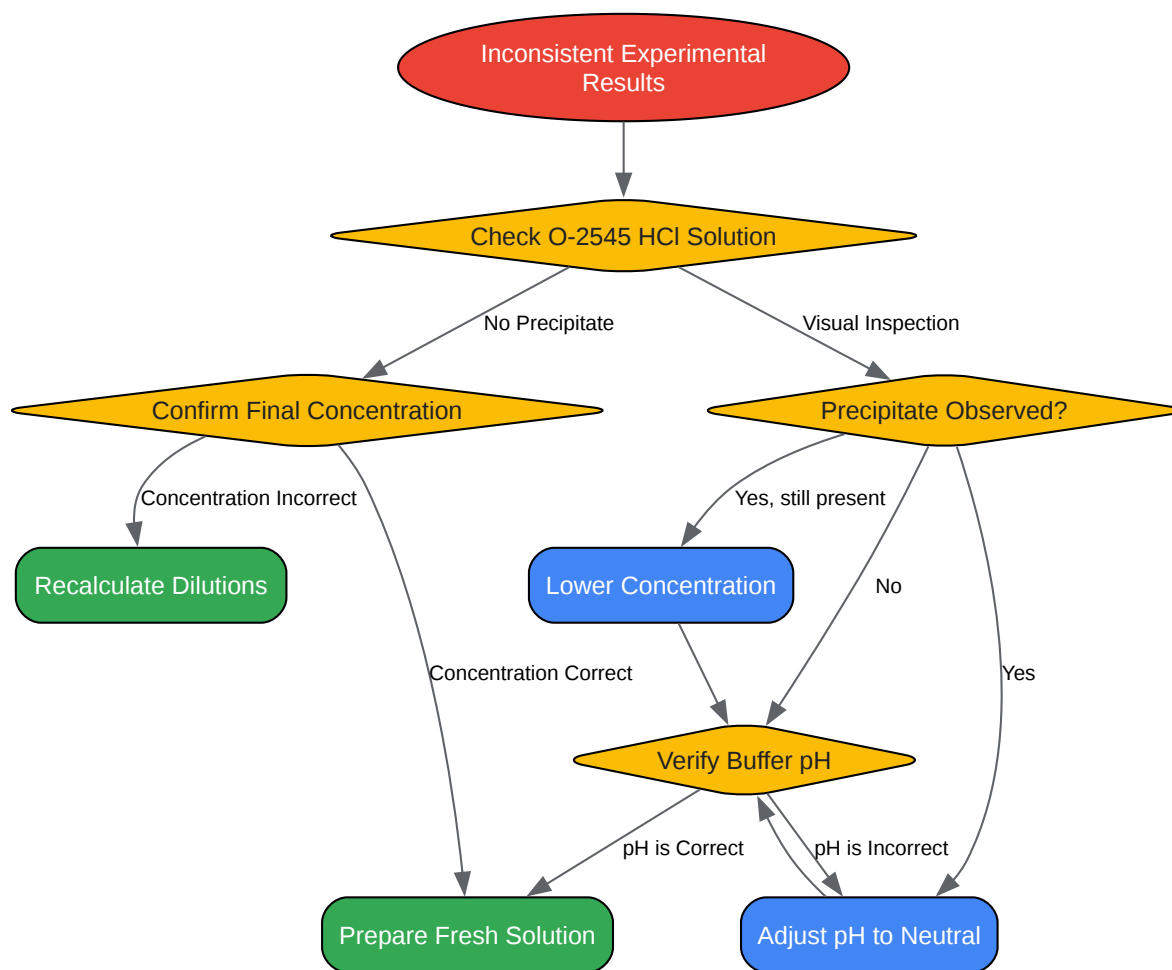 Inconsistent Experimental
Results
Check O-2545 HCl Solution
No Precipitate
Visual Inspection
Confirm Final Concentration
Precipitate Observed?
Concentration Incorrect
Yes, still present
Recalculate Dilutions
Lower Concentration
No
Concentration Correct
Yes
Verify Buffer pH
pH is Correct
pH is Incorrect
Prepare Fresh Solution
Adjust pH to Neutral